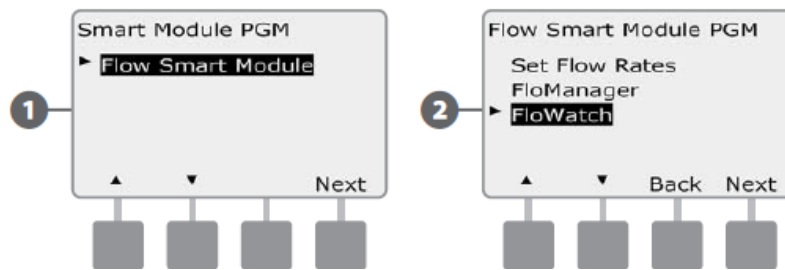 Smart Module PGM
Flow Smart Module
1
Next
Flow Smart Module PGM
Set Flow Rates
FloManager
2
FloWatch
Back Next